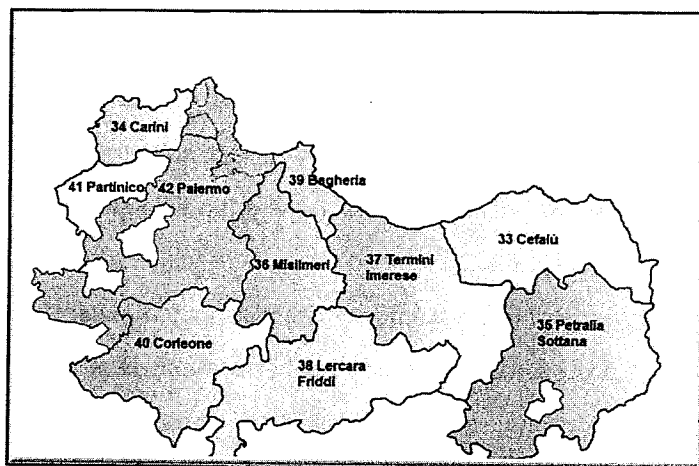 34 Carini
41 Partinico
42 Palermo
39 Bagheria
36 Misilmeri
37 Termini
Imerese
33 Cefalù
35 Petralia
Sottana
40 Corleone
38 Lercara
Friddi